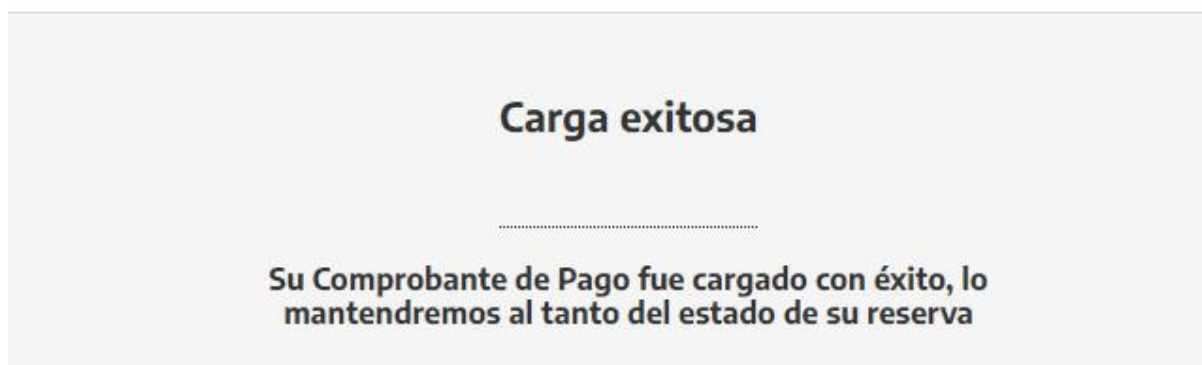 Carga exitosa
Su Comprobante de Pago fue cargado con éxito, lo
mantendremos al tanto del estado de su reserva